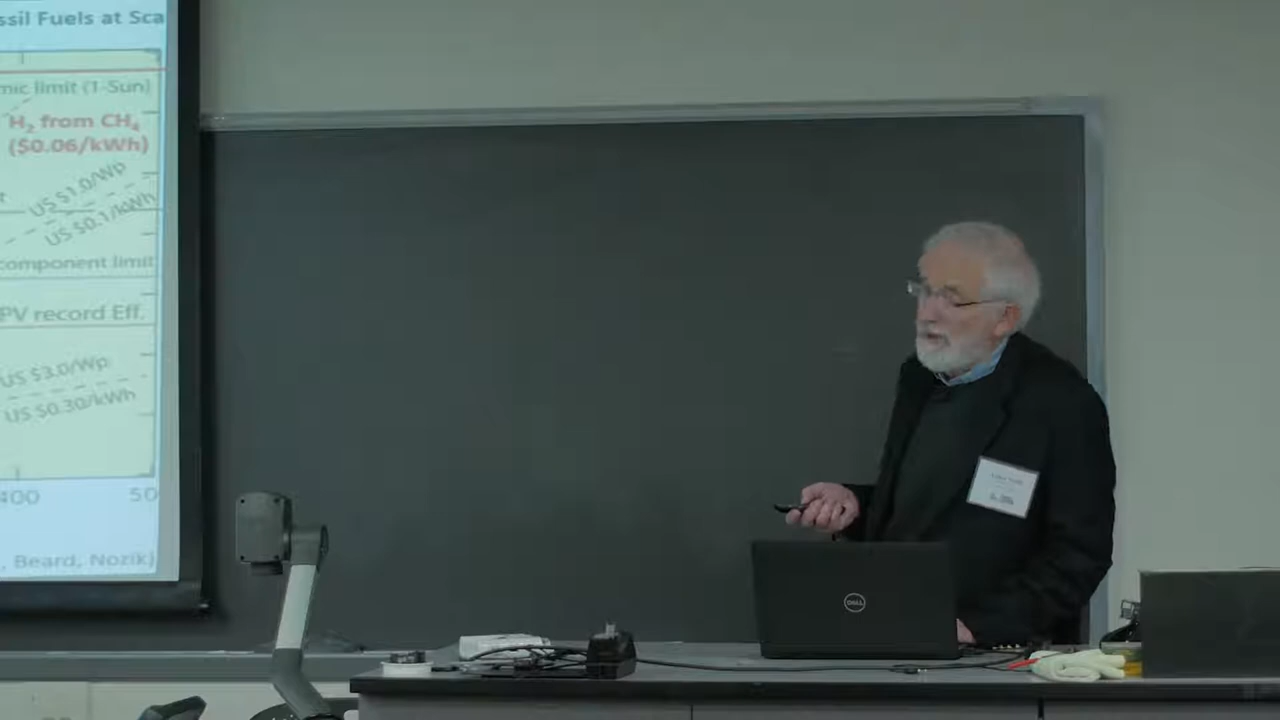 ssil Fuels at Sca
mic limit (1-Sun)
H₂ from CH₄
($0.06/kWh)
US $1.0/Wp
US $0.1/kWh
component limit
PV record Eff.
US $3.0/Wp
US $0.30/kWh
400 50
, Beard, Nozik
DELL